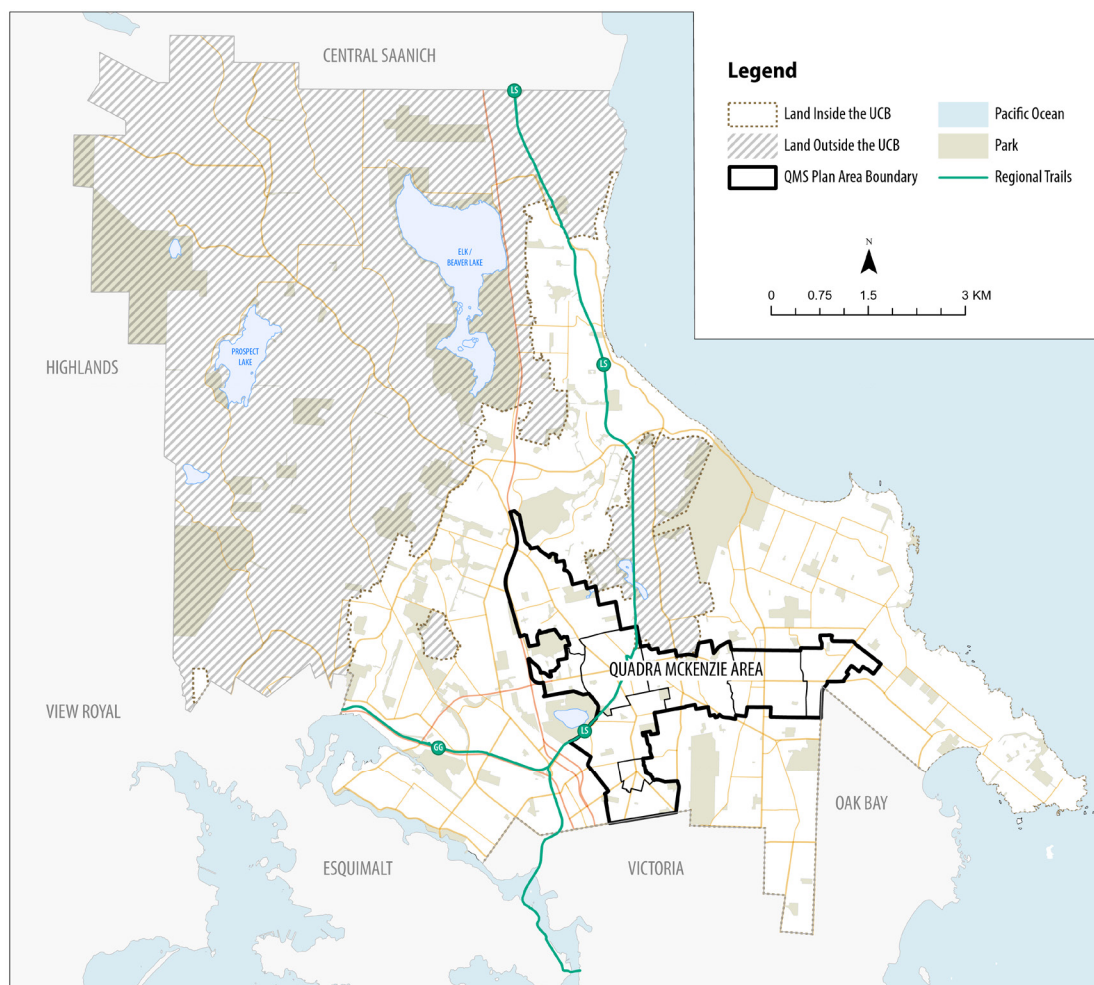 CENTRAL SAANICH
Legend
Land Inside the UCB
Land Outside the UCB
QMS Plan Area Boundary
Pacific Ocean
Park
Regional Trails
N
0 0.75 1.5 3 KM
LS
ELK /
BEAVER LAKE
PROSPECT
LAKE
LS
HIGHLANDS
QUADRA MCKENZIE AREA
VIEW ROYAL
LS
GG
OAK BAY
ESQUIMALT
VICTORIA